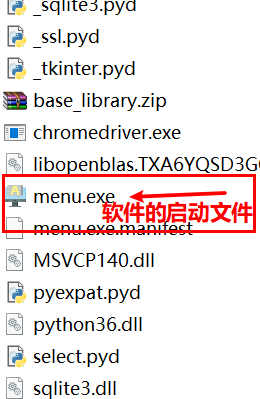 _sqlite3.pyd
_ssl.pyd
_tkinter.pyd
base_library.zip
chromedriver.exe
libopenblas.TXA6YQSD3G
menu.exe
软件的启动文件
menu.exe.manifest
MSVCP140.dll
pyexpat.pyd
python36.dll
select.pyd
sqlite3.dll